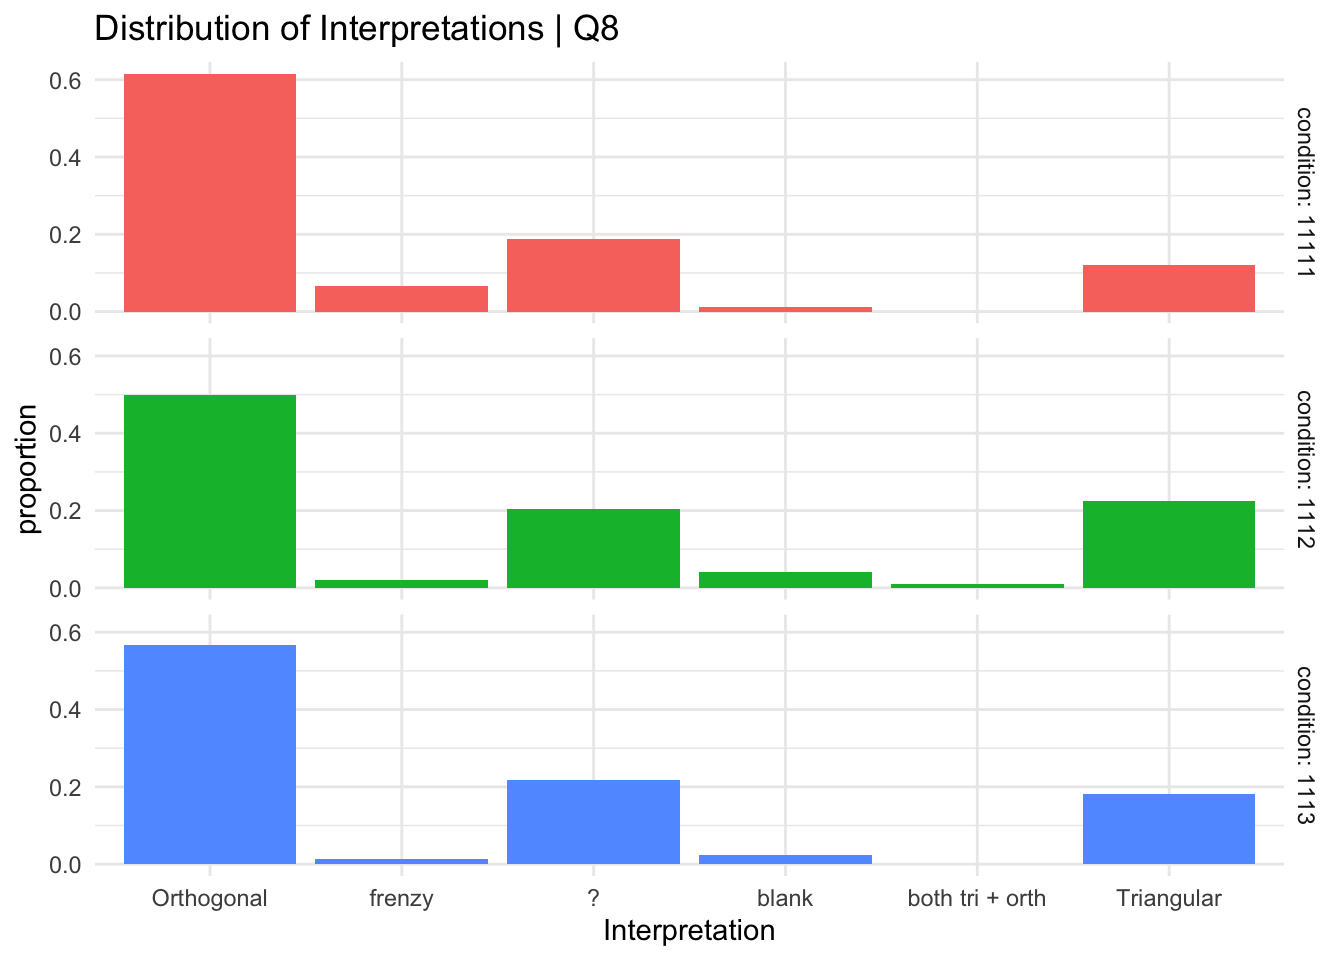 Distribution of Interpretations | Q8
0.6
0.4
0.2
0.0
condition: 11111
0.6
0.4
0.2
0.0
condition: 1112
0.6
0.4
0.2
0.0
condition: 1113
proportion
Orthogonal frenzy ? blank both tri + orth Triangular
Interpretation